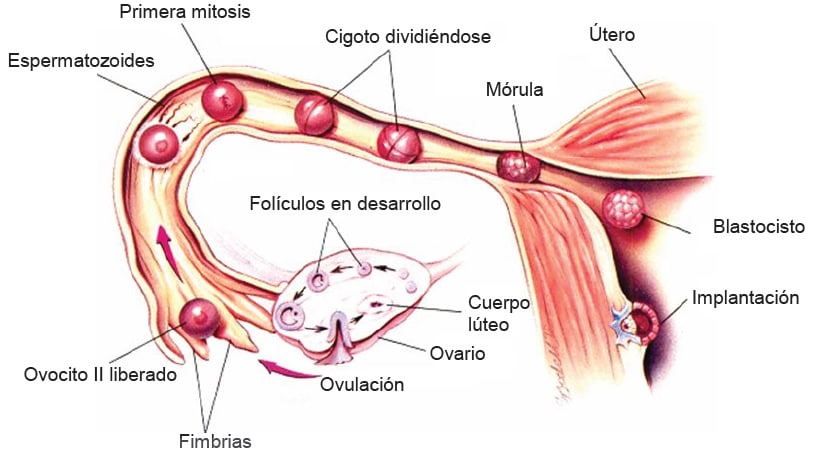 Primera mitosis
Espermatozoides
Cigoto dividiéndose
Útero
Mórula
Folículos en desarrollo
Blastocisto
Implantación
Cuerpo
lúteo
Ovario
Ovocito II liberado
Ovulación
Fimbrias